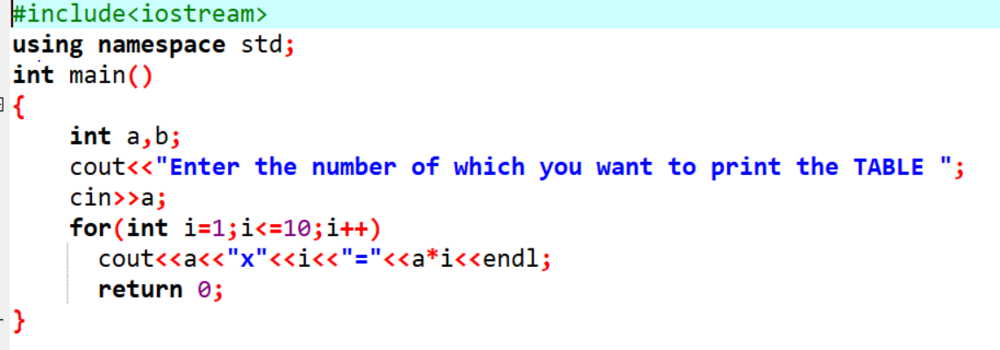 #include<iostream>
using namespace std;
int main()
{
    int a,b;
    cout<<"Enter the number of which you want to print the TABLE ";
    cin>>a;
    for(int i=1;i<=10;i++)
      cout<<a<<"x"<<i<<"="<<a*i<<endl;
      return 0;
}